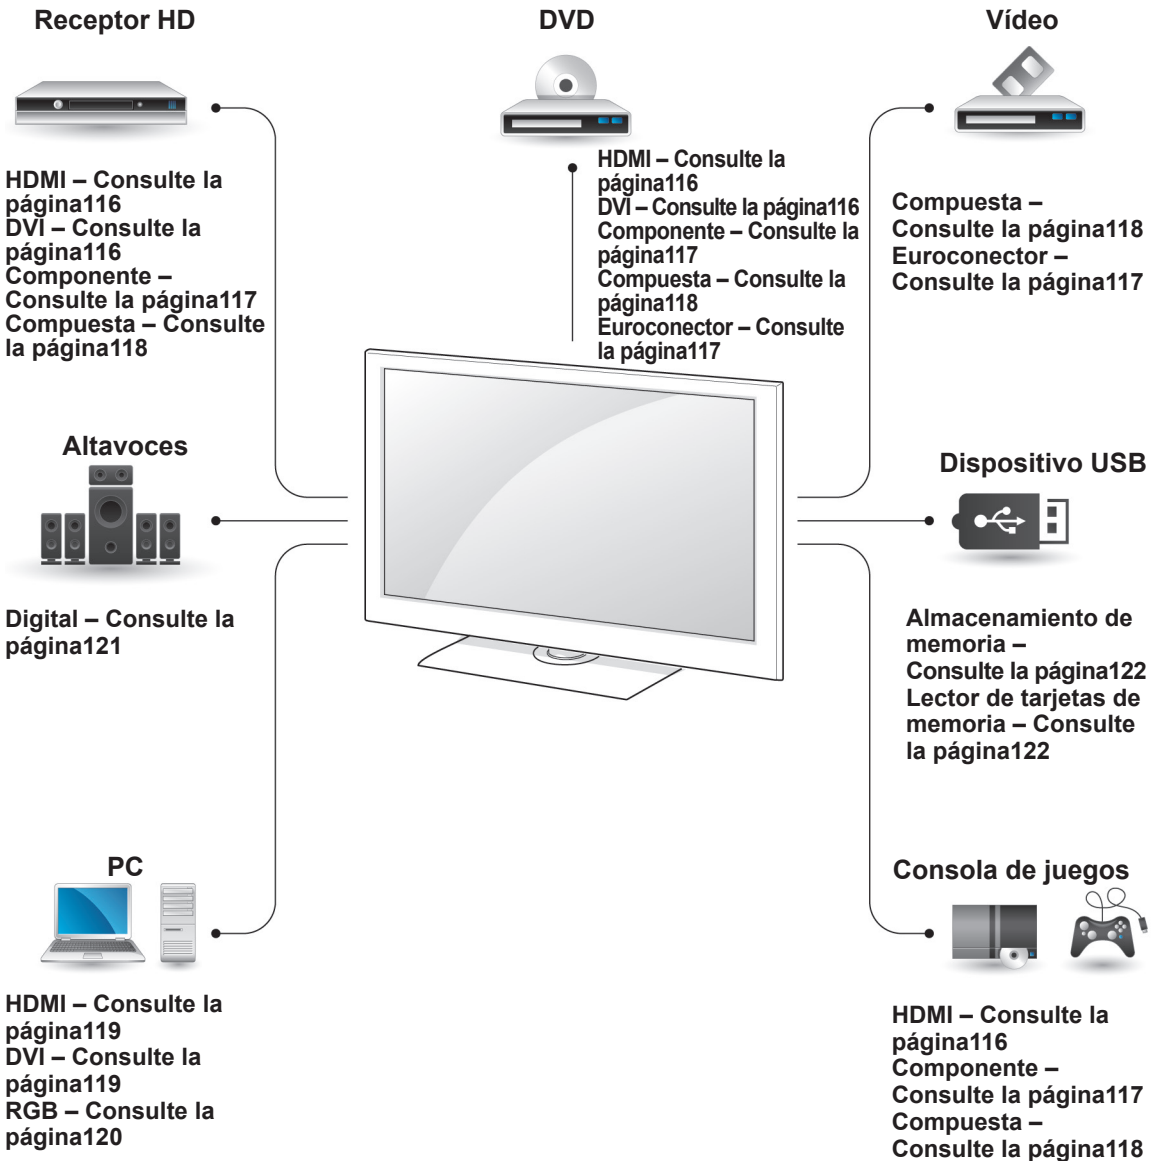 Receptor HD
HDMI – Consulte la
página116
DVI – Consulte la
página116
Componente –
Consulte la página117
Compuesta – Consulte
la página118
DVD
HDMI – Consulte la
página116
DVI – Consulte la página116
Componente – Consulte la
página117
Compuesta – Consulte la
página118
Euroconector – Consulte
la página117
Vídeo
Compuesta –
Consulte la página118
Euroconector –
Consulte la página117
Altavoces
Digital – Consulte la
página121
Dispositivo USB
Almacenamiento de
memoria –
Consulte la página122
Lector de tarjetas de
memoria – Consulte
la página122
PC
HDMI – Consulte la
página119
DVI – Consulte la
página119
RGB – Consulte la
página120
Consola de juegos
HDMI – Consulte la
página116
Componente –
Consulte la página117
Compuesta –
Consulte la página118